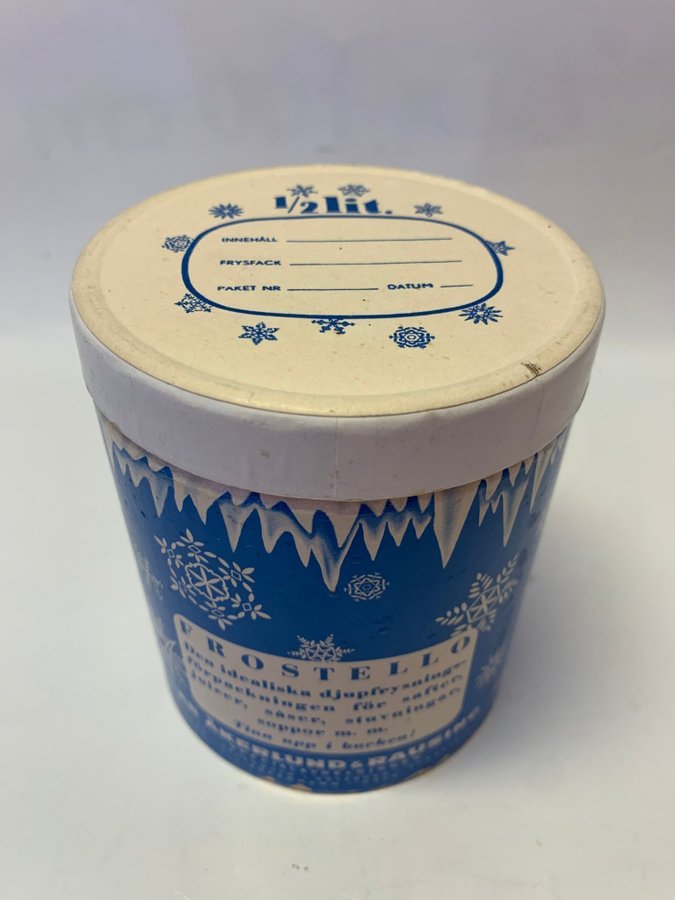 1/2 lit.
INNEHÅLL
FRYSFACK
PAKET NR DATUM
FROSTELLO
Den idealiska djupfrysnings-
förpackningen för safter,
juicer, såser, stuvningar,
soppor m. m.
Tina upp i burken!
ÅKERLUND & RAUSING